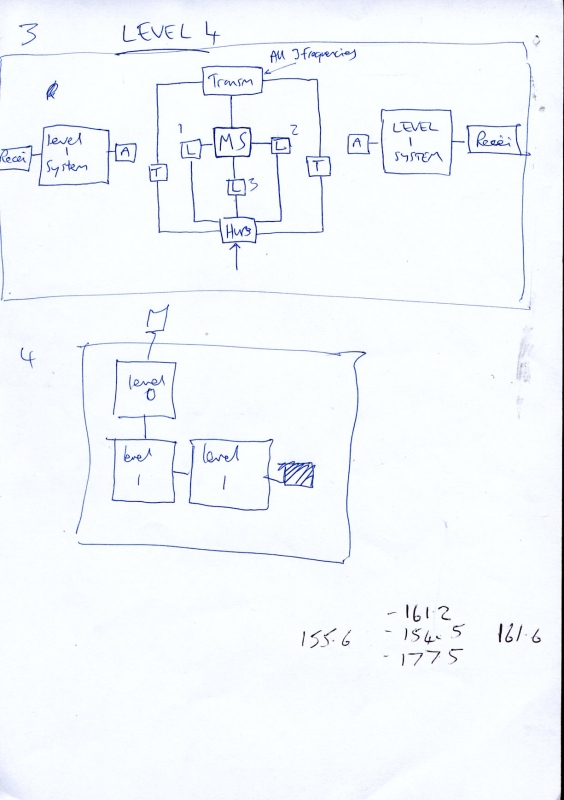 3 LEVEL 4
All 3 frequencies
Transm
Level
1
System
Recei
A
1
L
MS
L
2
L
3
T
T
A
LEVEL
1
SYSTEM
Recei
4
level
0
level
1
level
1
- 161.2
155.6 - 154.5 161.6
- 177.5